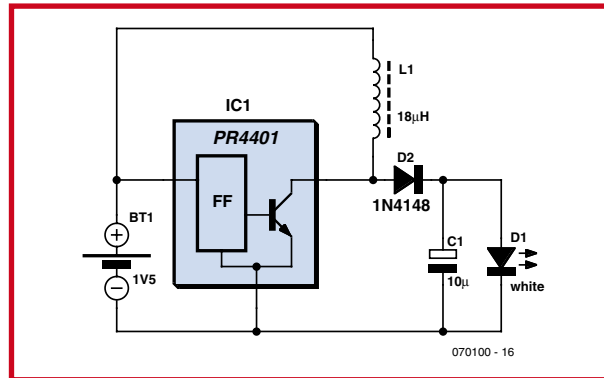 L1
18µH
IC1
PR4401
FF
D2
1N4148
BT1
+
1V5
−
C1
10µ
D1
white
070100 - 16